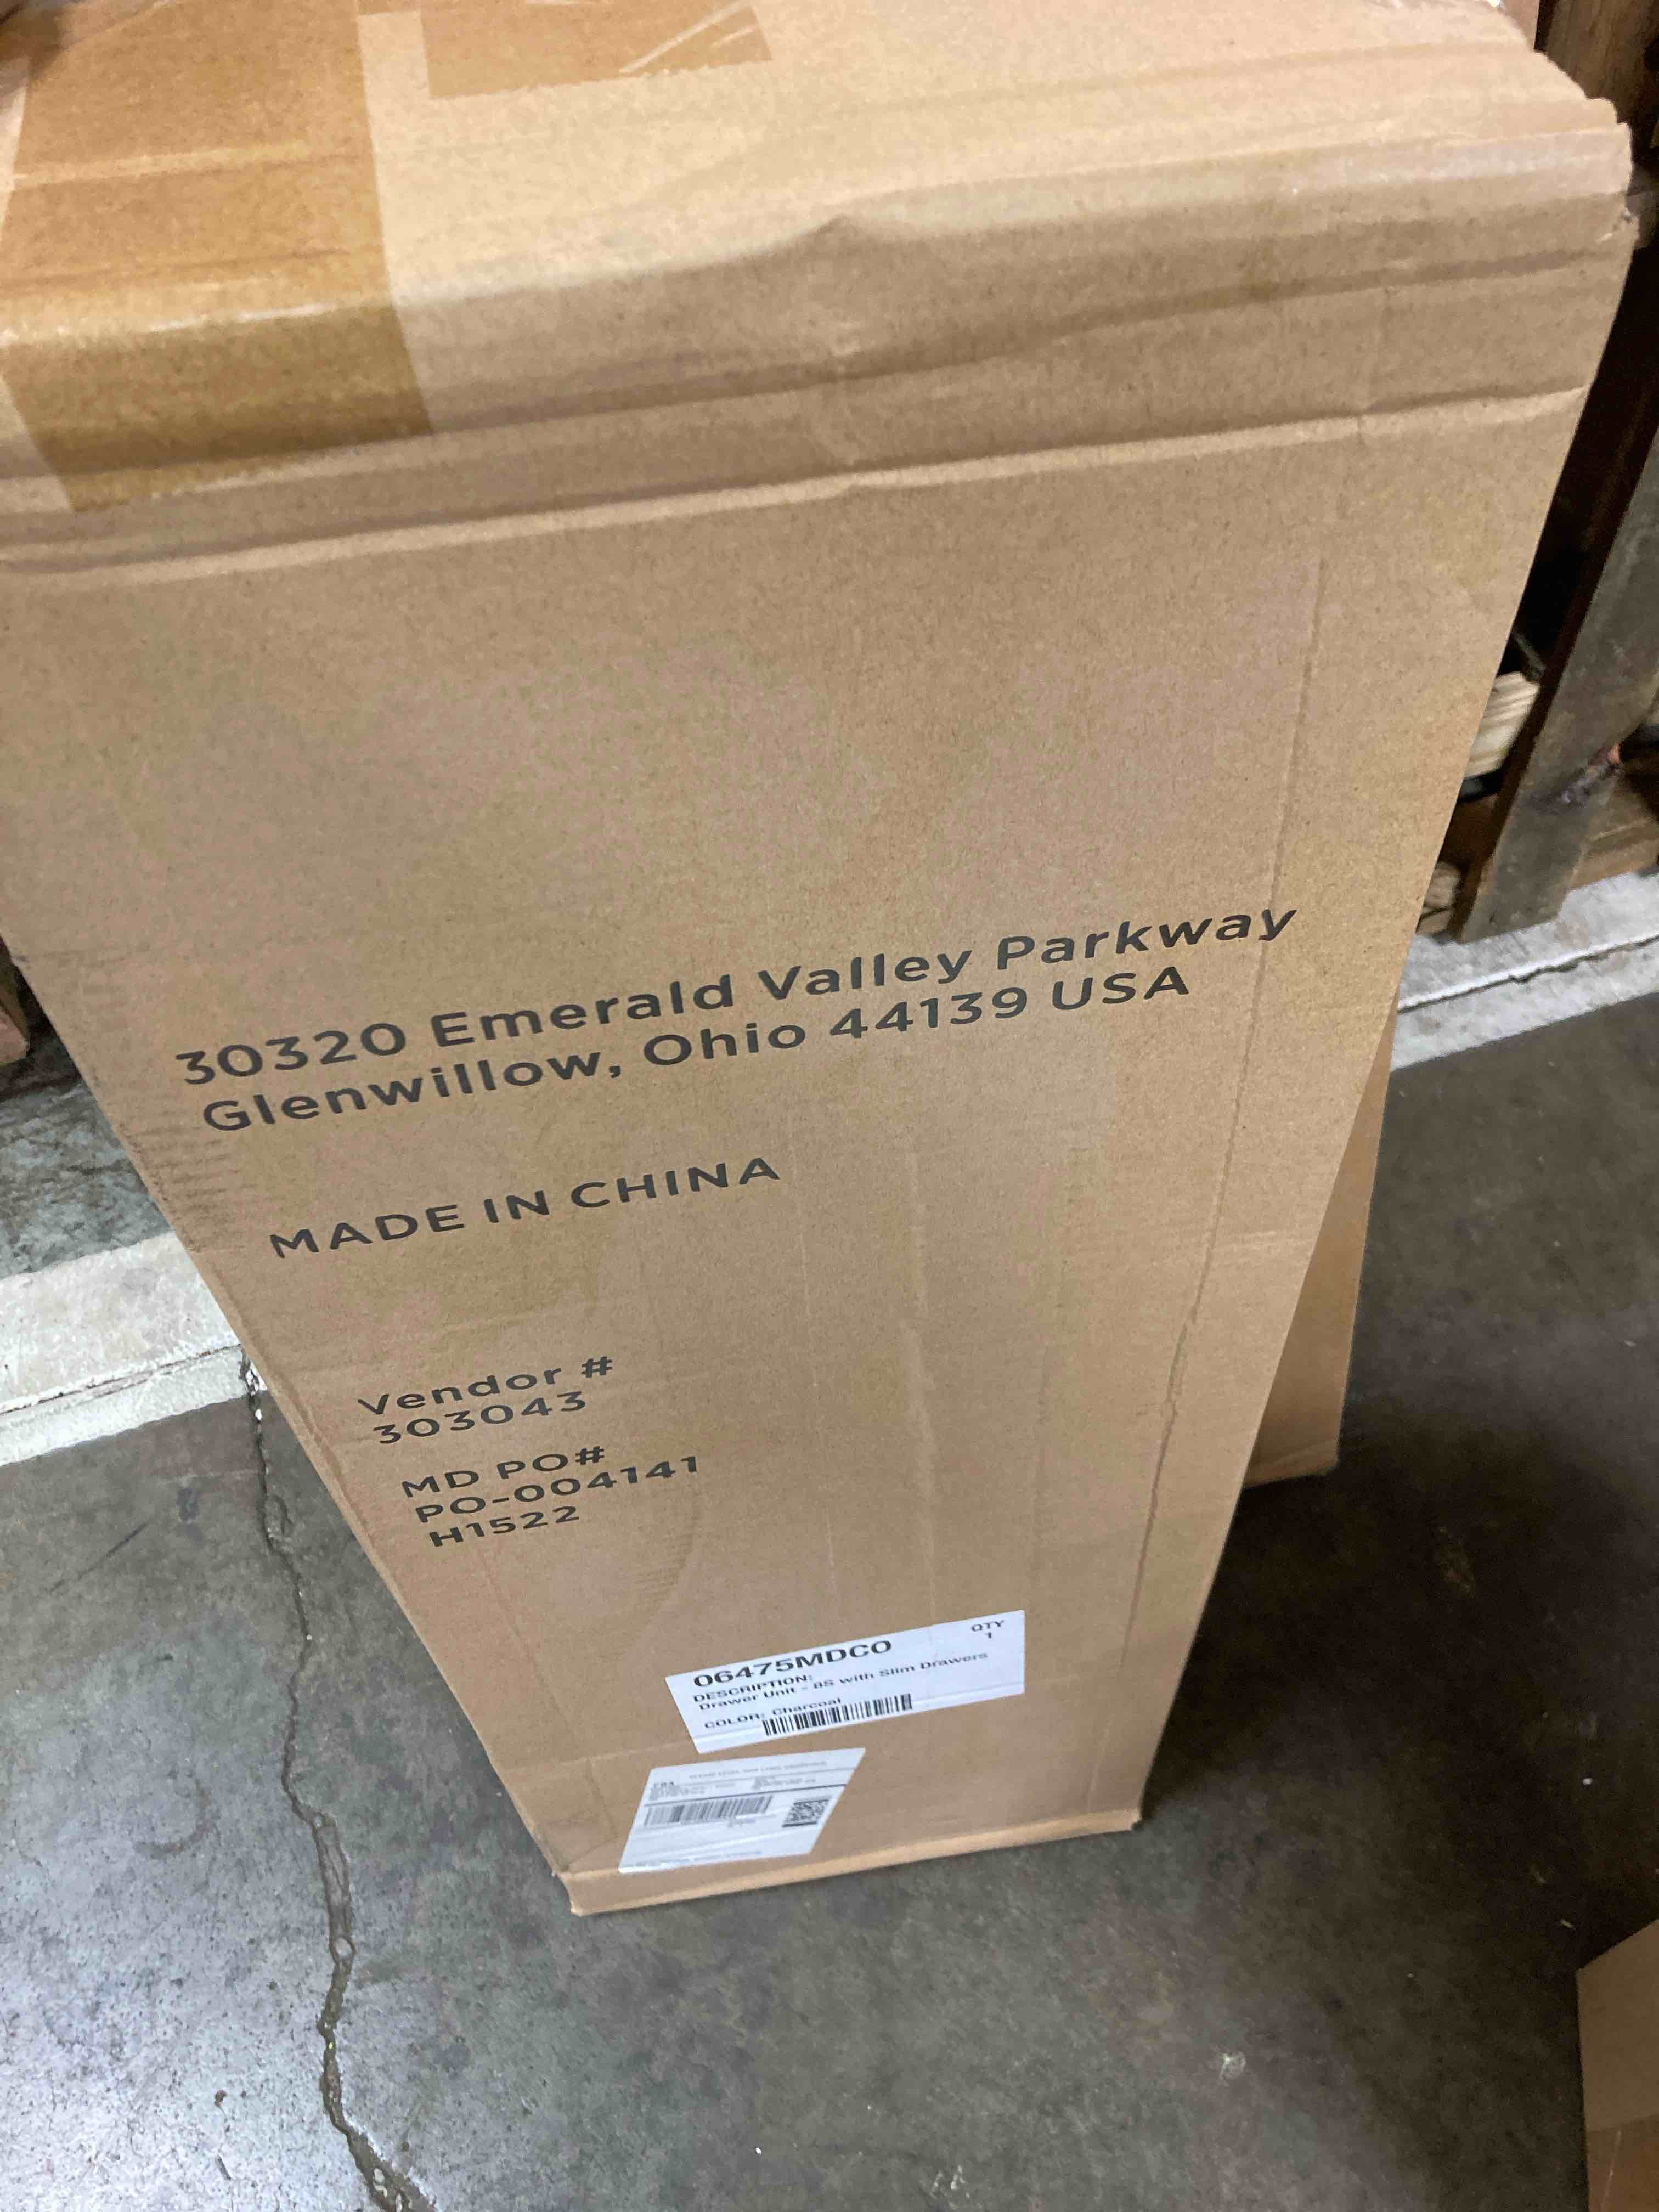 30320 Emerald Valley Parkway
Glenwillow, Ohio 44139 USA
MADE IN CHINA
Vendor #
303043
MD PO#
PO-004141
H1522
06475MDCO
QTY
1
DESCRIPTION:
Drawer Unit - 8S with Slim Drawers
COLOR: Charcoal
FBA